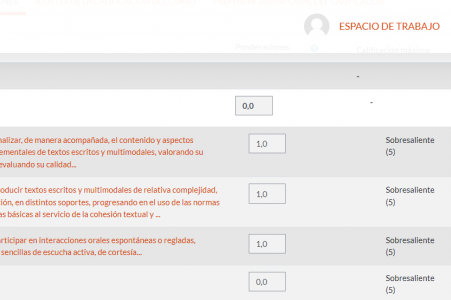 ESPACIO DE TRABAJO
-
0,0 -
nalizar, de manera acompañada, el contenido y aspectos
ementales de textos escritos y multimodales, valorando su
evaluando su calidad...
1,0
Sobresaliente
(5)
oducir textos escritos y multimodales de relativa complejidad,
ción, en distintos soportes, progresando en el uso de las normas
as básicas al servicio de la cohesión textual y ...
1,0
Sobresaliente
(5)
articipar en interacciones orales espontáneas o regladas,
sencillas de escucha activa, de cortesía...
1,0
Sobresaliente
(5)
0,0
Sobresaliente
(5)